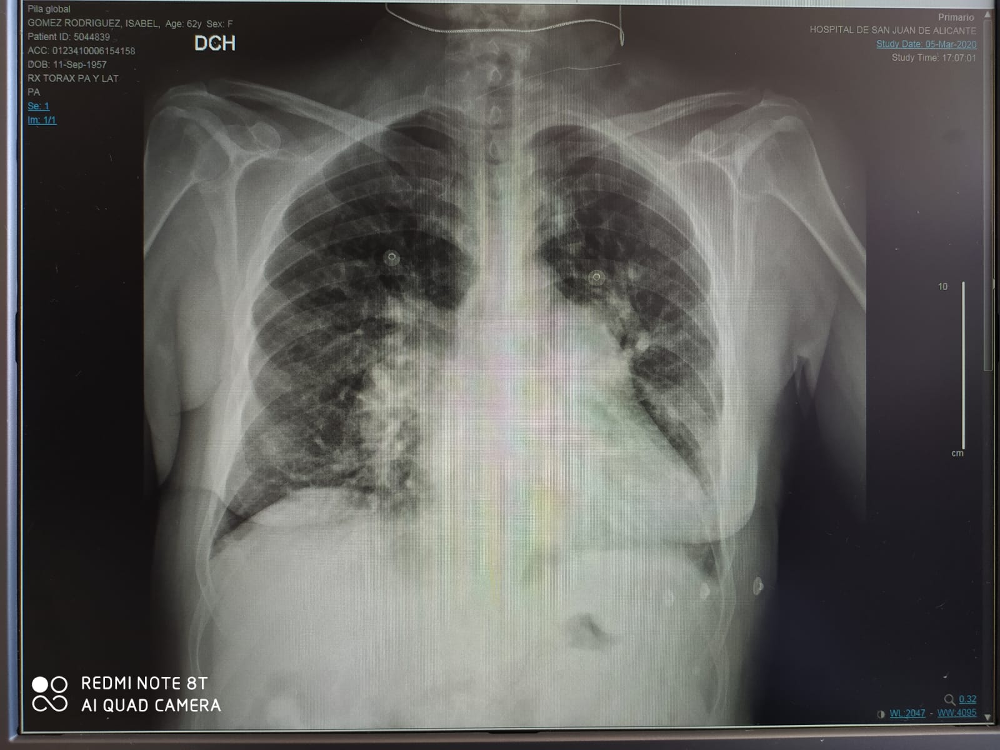 Pila global
GOMEZ RODRIGUEZ, ISABEL, Age: 62y Sex: F
Patient ID: 5044839
ACC: 0123410006154158
DOB: 11-Sep-1957
RX TORAX PA Y LAT
PA
Se: 1
Im: 1/1
DCH
Primario
HOSPITAL DE SAN JUAN DE ALICANTE
Study Date: 05-Mar-2020
Study Time: 17:07:01
10
cm
0.32
WL:2047 - WW:4095
REDMI NOTE 8T
AI QUAD CAMERA